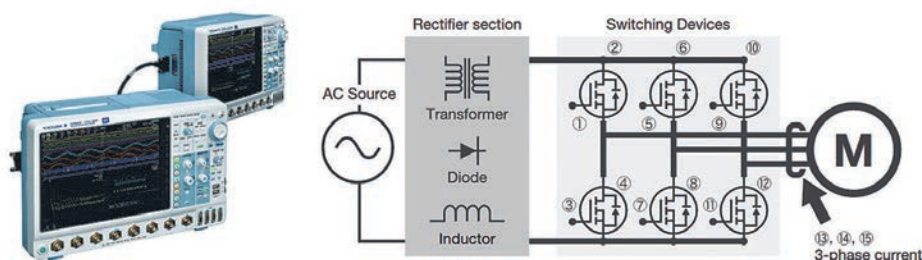 Rectifier section
Switching Devices
AC Source
Transformer
Diode
Inductor
② ⑥ ⑩
① ⑤ ⑨
M
④ ⑧ ⑫
③ ⑦ ⑪
⑬, ⑭, ⑮
3-phase current